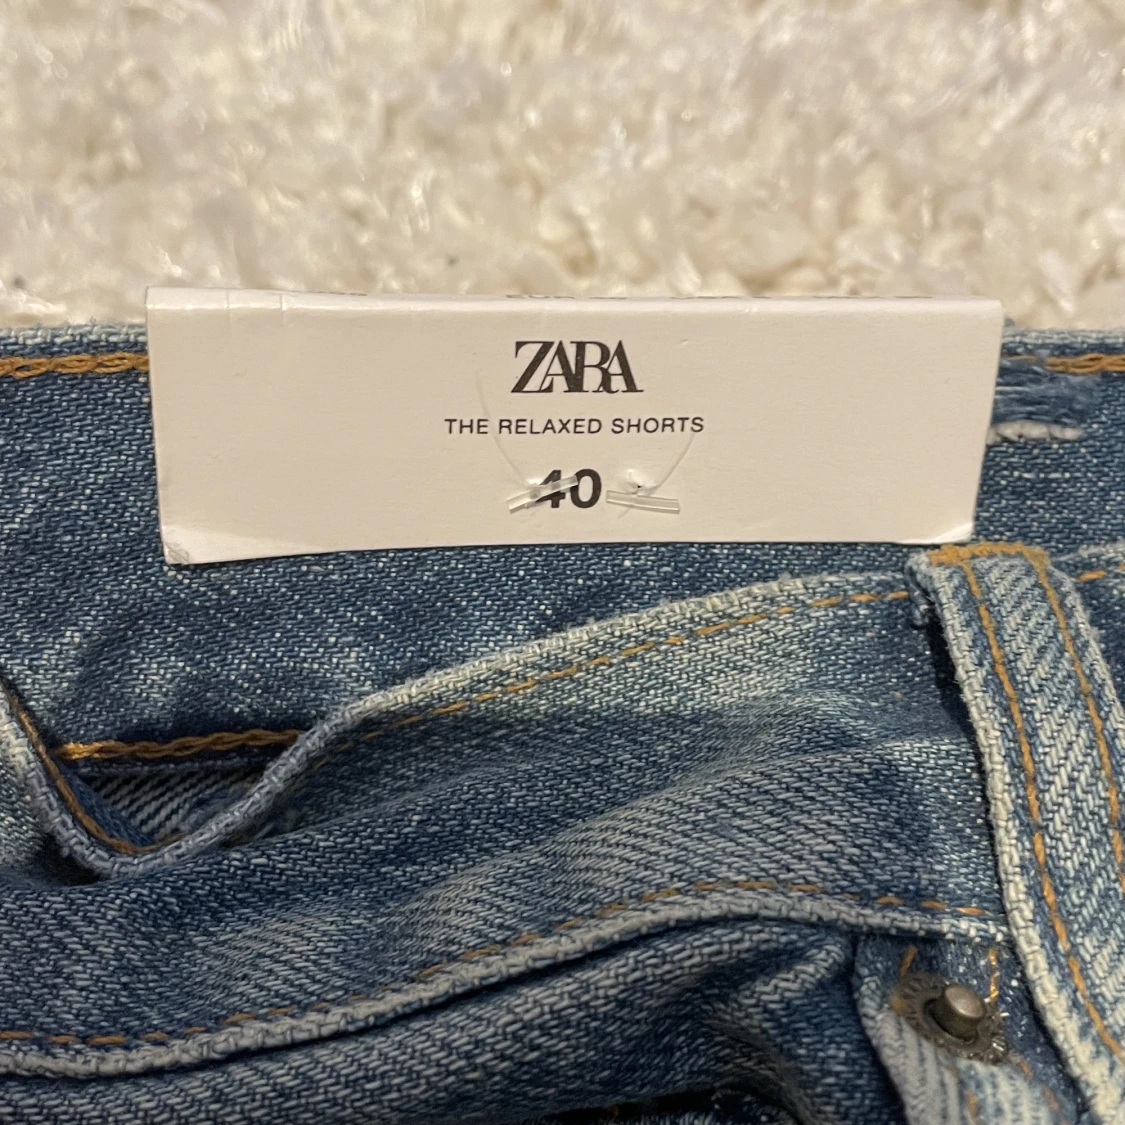 ZARA
THE RELAXED SHORTS
40